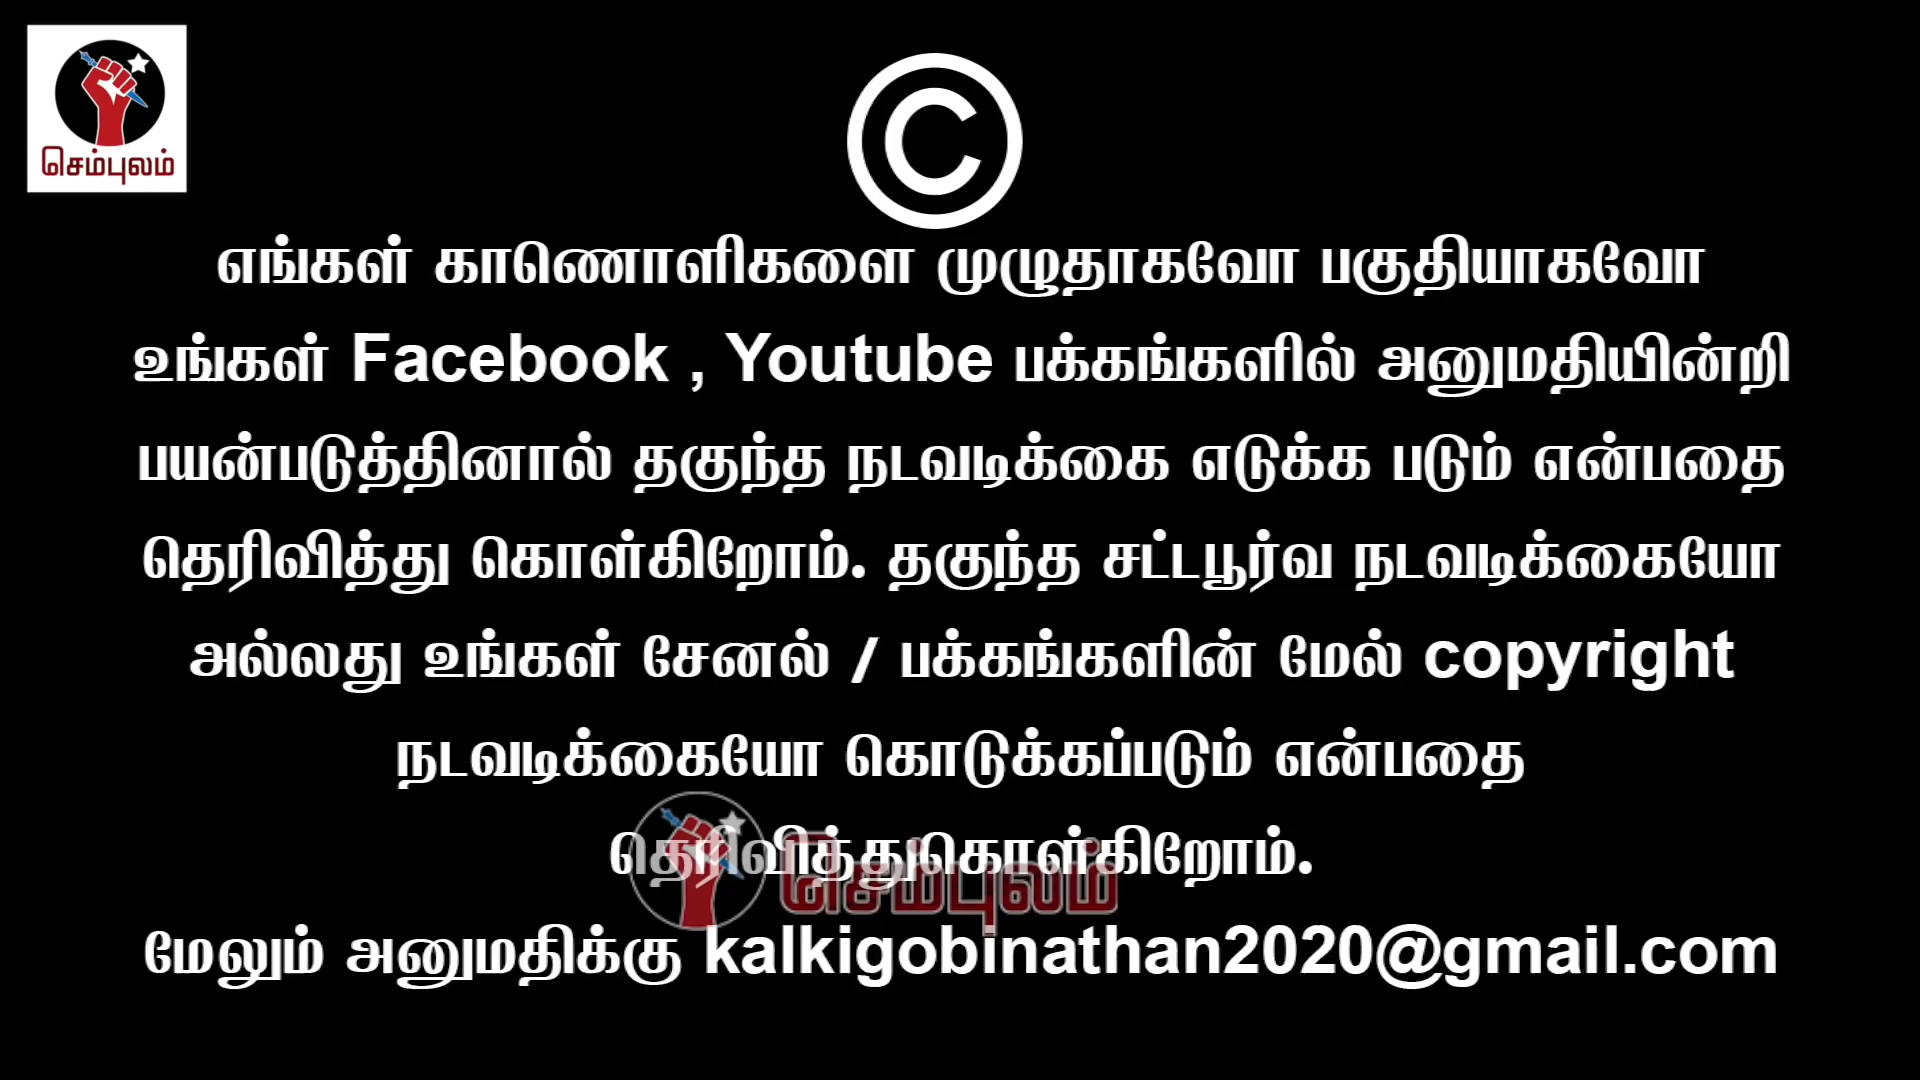 செம்புலம்
©
எங்கள் காணொளிகளை முழுதாகவோ பகுதியாகவோ
உங்கள் Facebook , Youtube பக்கங்களில் அனுமதியின்றி
பயன்படுத்தினால் தகுந்த நடவடிக்கை எடுக்க படும் என்பதை
தெரிவித்து கொள்கிறோம். தகுந்த சட்டபூர்வ நடவடிக்கையோ
அல்லது உங்கள் சேனல் / பக்கங்களின் மேல் copyright
நடவடிக்கையோ கொடுக்கப்படும் என்பதை
தெரிவித்துகொள்கிறோம்.
செம்புலம்
மேலும் அனுமதிக்கு kalkigobinathan2020@gmail.com